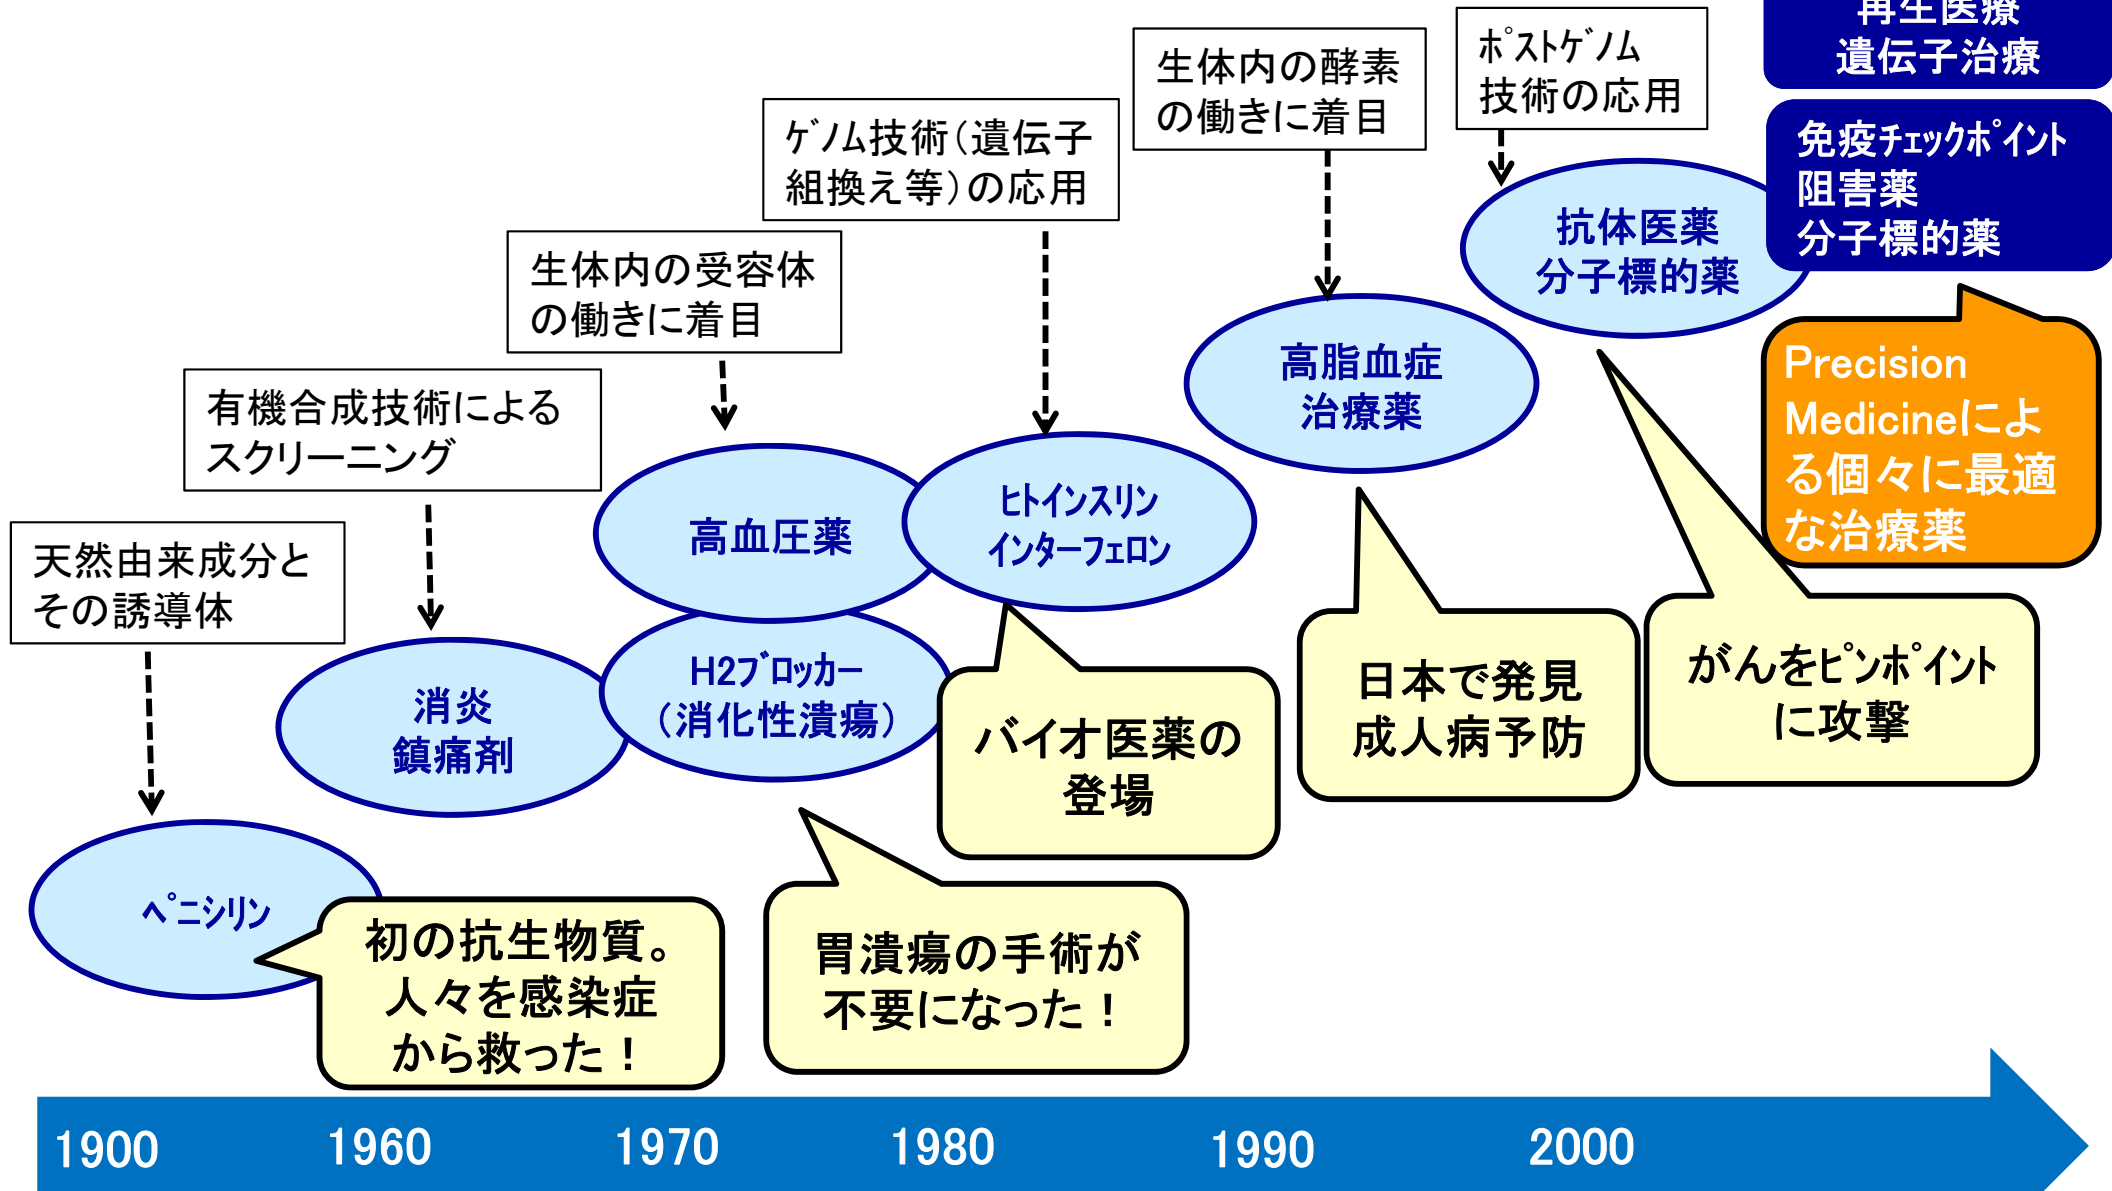 再生医療
遺伝子治療
ﾎﾟｽﾄｹﾞﾉﾑ
技術の応用
生体内の酵素
の働きに着目
免疫ﾁｪｯｸﾎﾟｲﾝﾄ
阻害薬
分子標的薬
ｹﾞﾉﾑ技術（遺伝子
組換え等）の応用
抗体医薬
分子標的薬
生体内の受容体
の働きに着目
高脂血症
治療薬
Precision
Medicineによ
る個々に最適
な治療薬
有機合成技術による
スクリーニング
高血圧薬
ﾋﾄｲﾝｽﾘﾝ
ｲﾝﾀｰﾌｪﾛﾝ
天然由来成分と
その誘導体
H2ﾌﾞﾛｯｶｰ
（消化性潰瘍）
消炎
鎮痛剤
バイオ医薬の
登場
日本で発見
成人病予防
がんをﾋﾟﾝﾎﾟｲﾝﾄ
に攻撃
ﾍﾟﾆｼﾘﾝ
初の抗生物質。
人々を感染症
から救った！
胃潰瘍の手術が
不要になった！
1900
1960
1970
1980
1990
2000